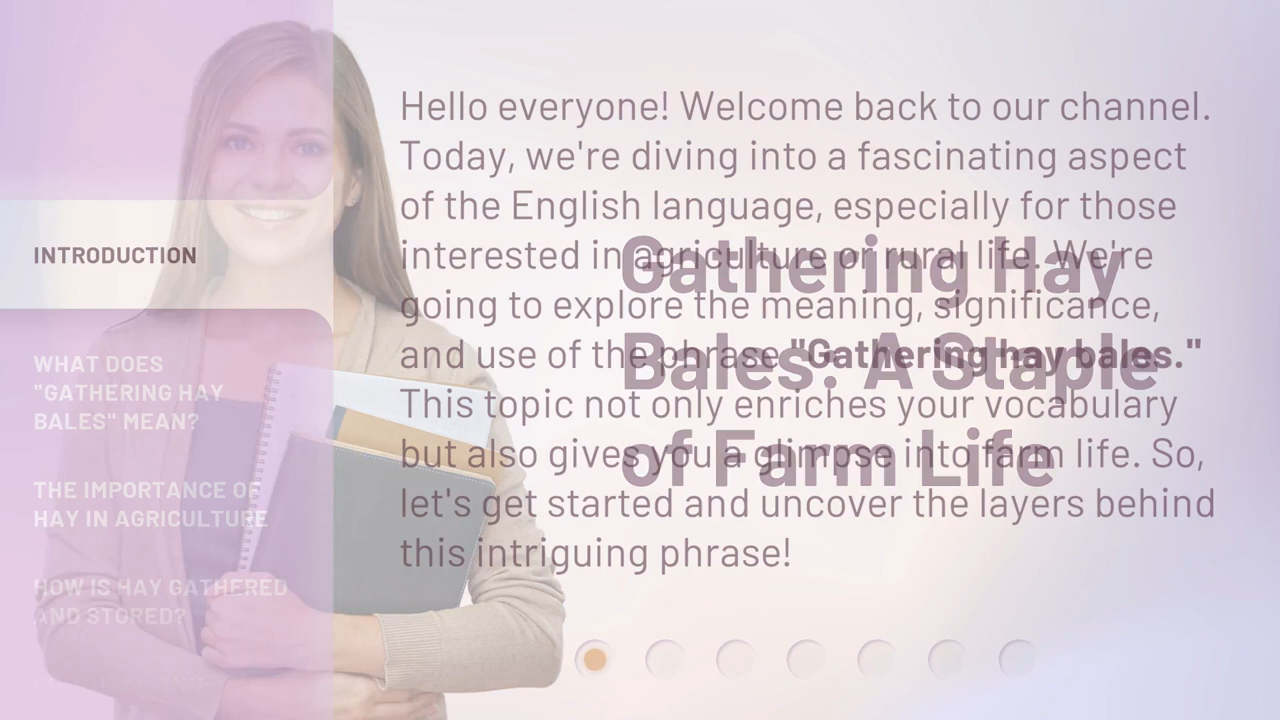 INTRODUCTION
WHAT DOES
"GATHERING HAY
BALES" MEAN?
THE IMPORTANCE OF
HAY IN AGRICULTURE
HOW IS HAY GATHERED
AND STORED?
Hello everyone! Welcome back to our channel.
Today, we're diving into a fascinating aspect
of the English language, especially for those
interested in agriculture or rural life. We're
going to explore the meaning, significance,
and use of the phrase "Gathering hay bales."
This topic not only enriches your vocabulary
but also gives you a glimpse into farm life. So,
let's get started and uncover the layers behind
this intriguing phrase!
Gathering Hay
Bales: A Staple
of Farm Life